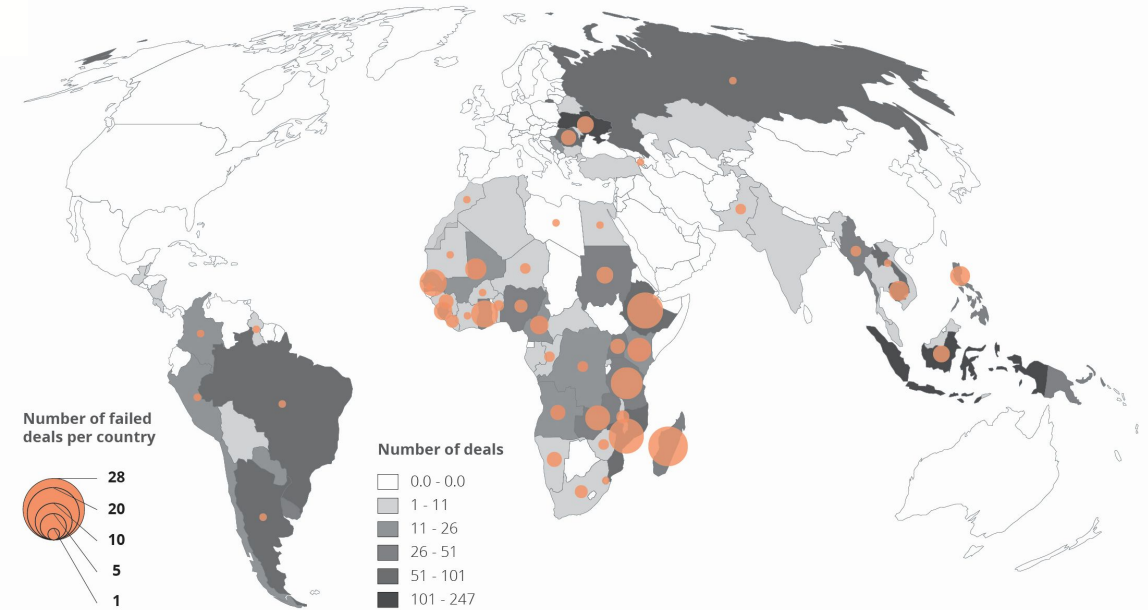 Number of failed
deals per country
28
20
10
5
1
Number of deals
0.0 - 0.0
1 - 11
11 - 26
26 - 51
51 - 101
101 - 247